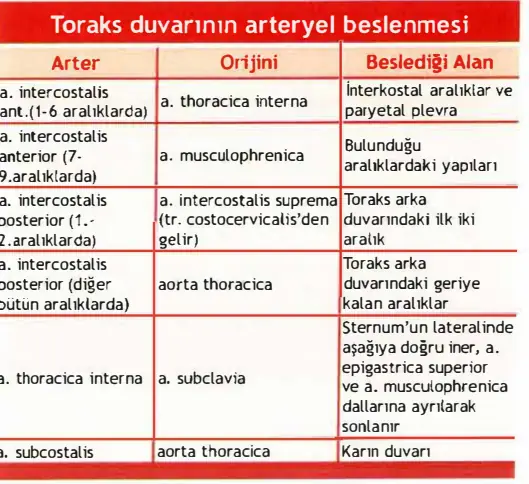 Toraks duvarının arteryel beslenmesi
Arter
Orijini
Beslediği Alan
a. intercostalis
ant.(1-6 aralıklarda)
a. thoracica interna
İnterkostal aralıklar ve
paryetal plevra
a. intercostalis
anterior (7-
9.aralıklarda)
a. musculophrenica
Bulunduğu
aralıklardaki yapıları
a. intercostalis
posterior (1.-
2.aralıklarda)
a. intercostalis suprema
(tr. costocervicalis’den
gelir)
Toraks arka
duvarındaki ilk iki
aralık
a. intercostalis
posterior (diğer
bütün aralıklarda)
aorta thoracica
Toraks arka
duvarındaki geriye
kalan aralıklar
a. thoracica interna
a. subclavia
Sternum’un lateralinde
aşağıya doğru iner, a.
epigastrica superior
ve a. musculophrenica
dallarına ayrılarak
sonlanır
a. subcostalis
aorta thoracica
Karın duvarı